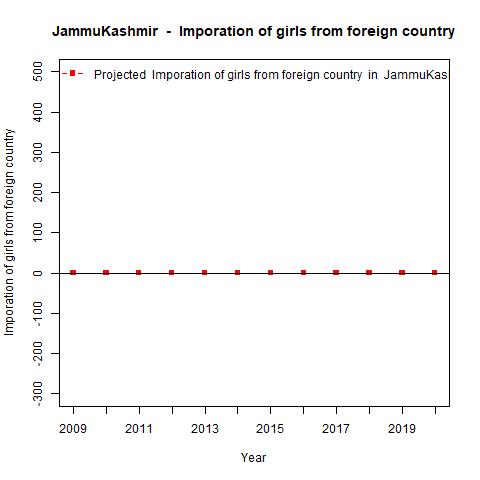 JammuKashmir - Imporation of girls from foreign country
Projected Imporation of girls from foreign country in JammuKasl
Imporation of girls from foreign country
500
400
300
200
100
0
-100
-200
-300
2009 2011 2013 2015 2017 2019
Year